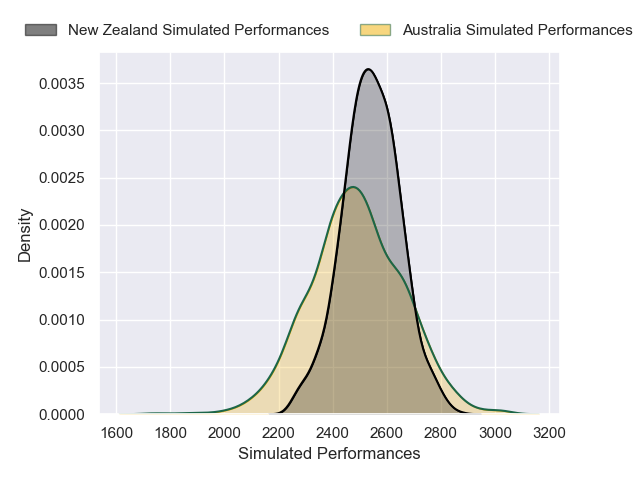 New Zealand Simulated Performances
Australia Simulated Performances
0.0035
0.0030
0.0025
0.0020
0.0015
0.0010
0.0005
0.0000
Density
1600 1800 2000 2200 2400 2600 2800 3000 3200
Simulated Performances